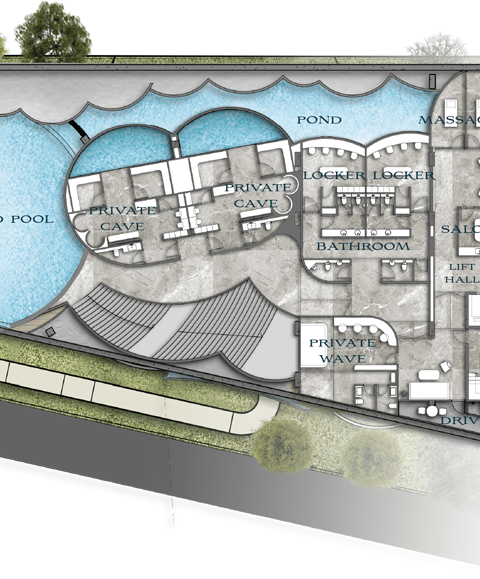 POND
MASSAG
LOCKER LOCKER
PRIVATE
CAVE
PRIVATE
CAVE
D POOL
BATHROOM
SALO
LIFT
HALL
PRIVATE
WAVE
DRIV